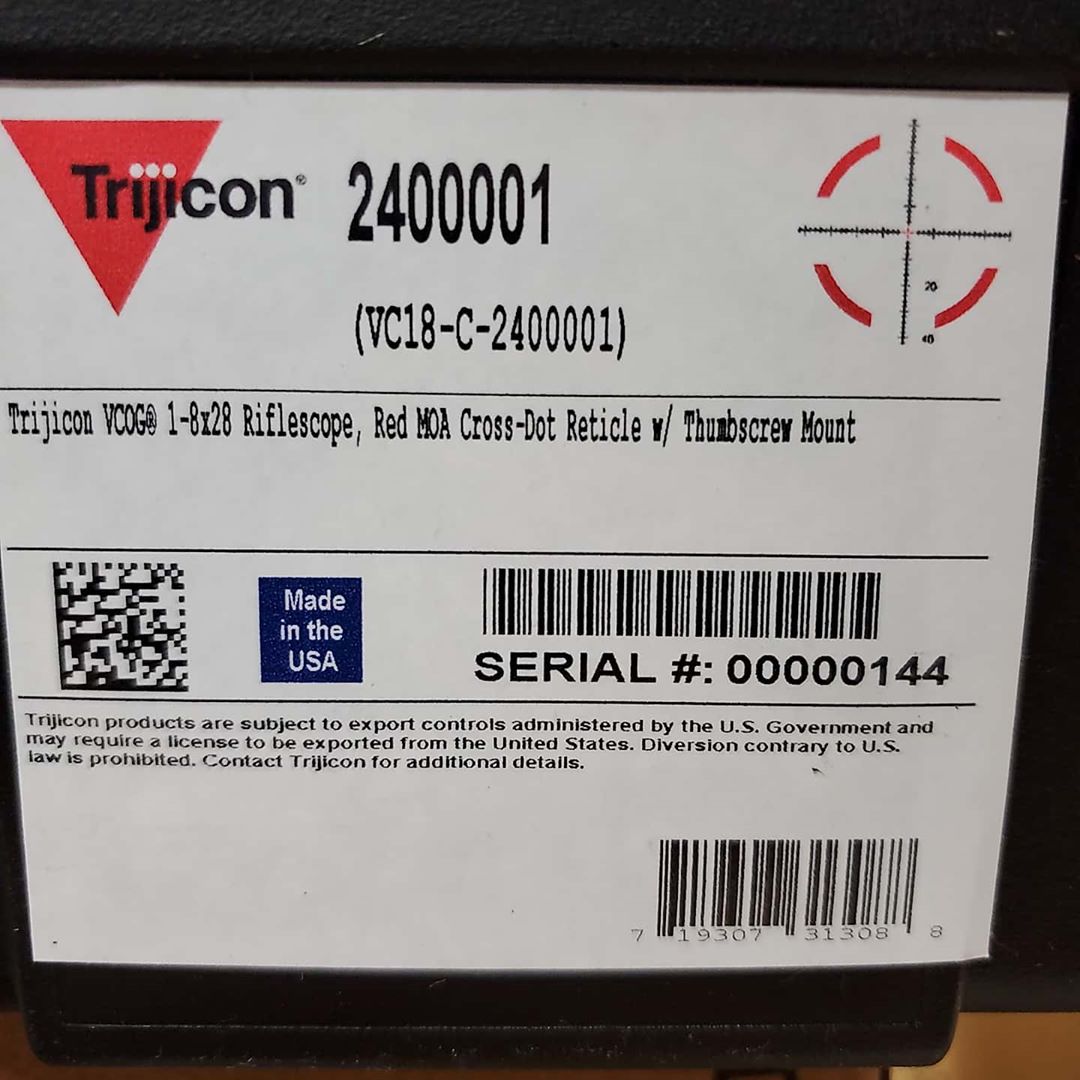 Trijicon®
2400001
(VC18-C-2400001)
20
40
Trijicon VCOG® 1-8x28 Riflescope, Red MOA Cross-Dot Reticle w/ Thumbscrew Mount
Made
in the
USA
SERIAL #: 00000144
Trijicon products are subject to export controls administered by the U.S. Government and
may require a license to be exported from the United States. Diversion contrary to U.S.
law is prohibited. Contact Trijicon for additional details.
7 19307 31308 8